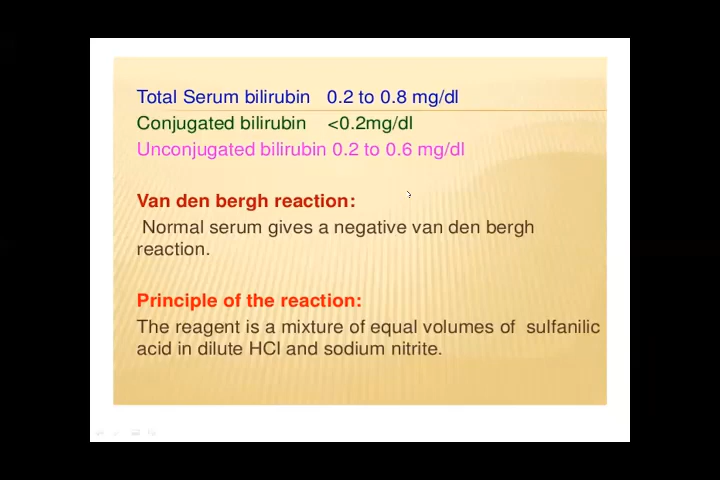 Total Serum bilirubin 0.2 to 0.8 mg/dl
Conjugated bilirubin <0.2mg/dl
Unconjugated bilirubin 0.2 to 0.6 mg/dl
Van den bergh reaction:
Normal serum gives a negative van den bergh
reaction.
Principle of the reaction:
The reagent is a mixture of equal volumes of sulfanilic
acid in dilute HCl and sodium nitrite.